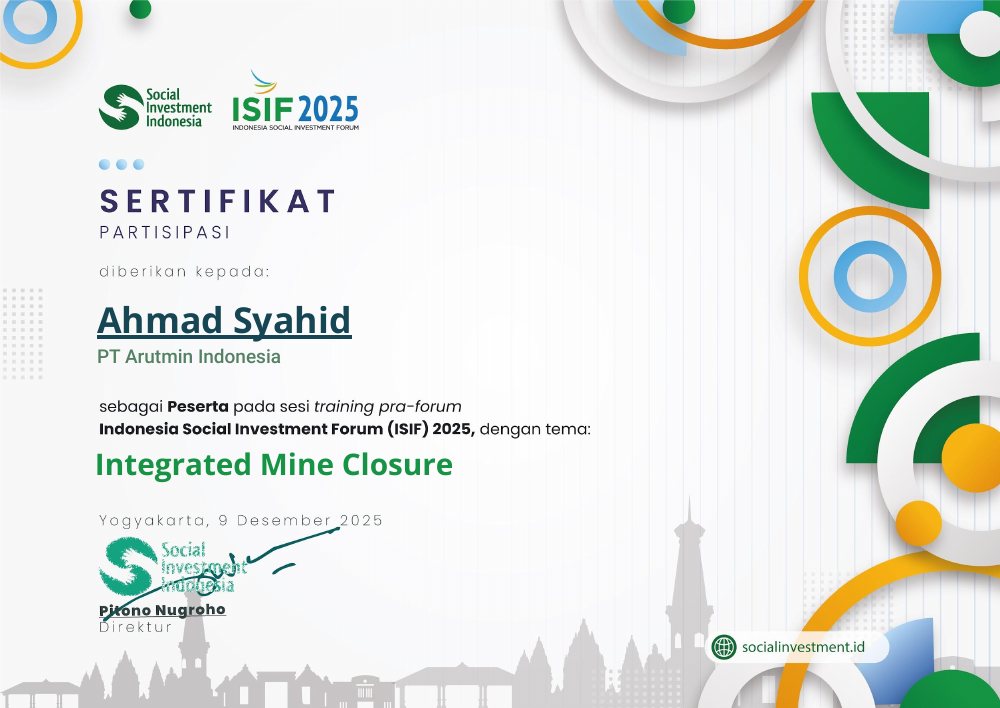 Social
Investment
Indonesia
ISIF 2025
INDONESIA SOCIAL INVESTMENT FORUM
SERTIFIKAT
PARTISIPASI
diberikan kepada:
Ahmad Syahid
PT Arutmin Indonesia
sebagai Peserta pada sesi training pra-forum
Indonesia Social Investment Forum (ISIF) 2025, dengan tema:
Integrated Mine Closure
Yogyakarta, 9 Desember 2025
Social
Investment
Indonesia
Pitono Nugroho
Direktur
socialinvestment.id